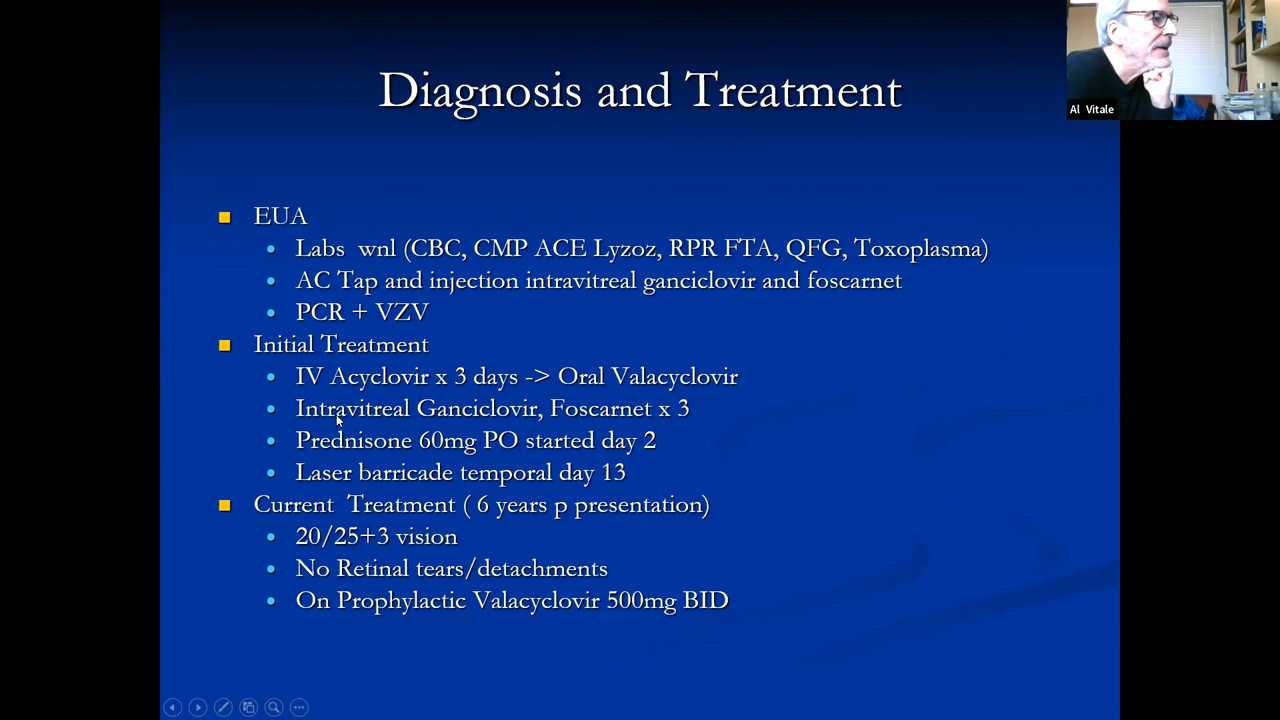 Diagnosis and Treatment
Al Vitale
EUA
Labs wnl (CBC, CMP ACE Lyzoz, RPR FTA, QFG, Toxoplasma)
AC Tap and injection intravitreal ganciclovir and foscarnet
PCR + VZV
Initial Treatment
IV Acyclovir x 3 days -> Oral Valacyclovir
Intravitreal Ganciclovir, Foscarnet x 3
Prednisone 60mg PO started day 2
Laser barricade temporal day 13
Current Treatment ( 6 years p presentation)
20/25+3 vision
No Retinal tears/detachments
On Prophylactic Valacyclovir 500mg BID